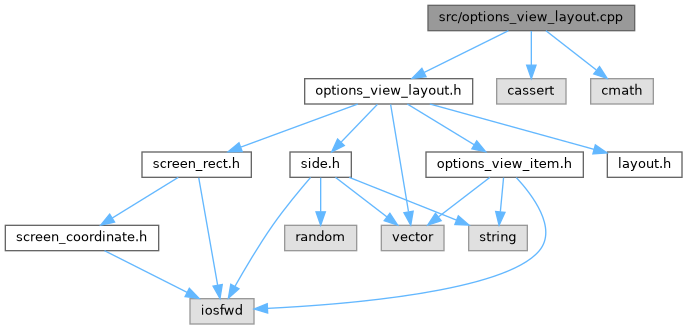 src/options_view_layout.cpp
options_view_layout.h
cassert
cmath
screen_rect.h
side.h
options_view_item.h
layout.h
screen_coordinate.h
random
vector
string
iosfwd